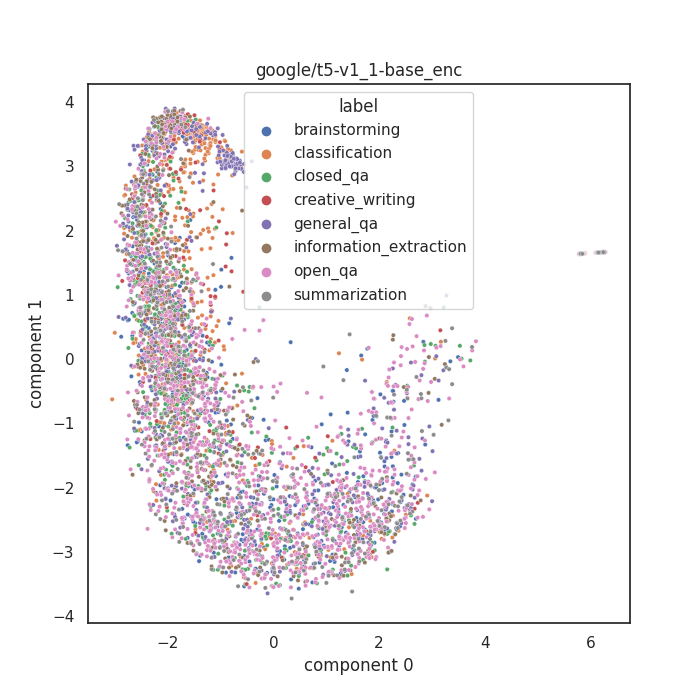 google/t5-v1_1-base_enc
label
brainstorming
classification
closed_qa
creative_writing
general_qa
information_extraction
open_qa
summarization
component 1
4
3
2
1
0
−1
−2
−3
−4
−2 0 2 4 6
component 0